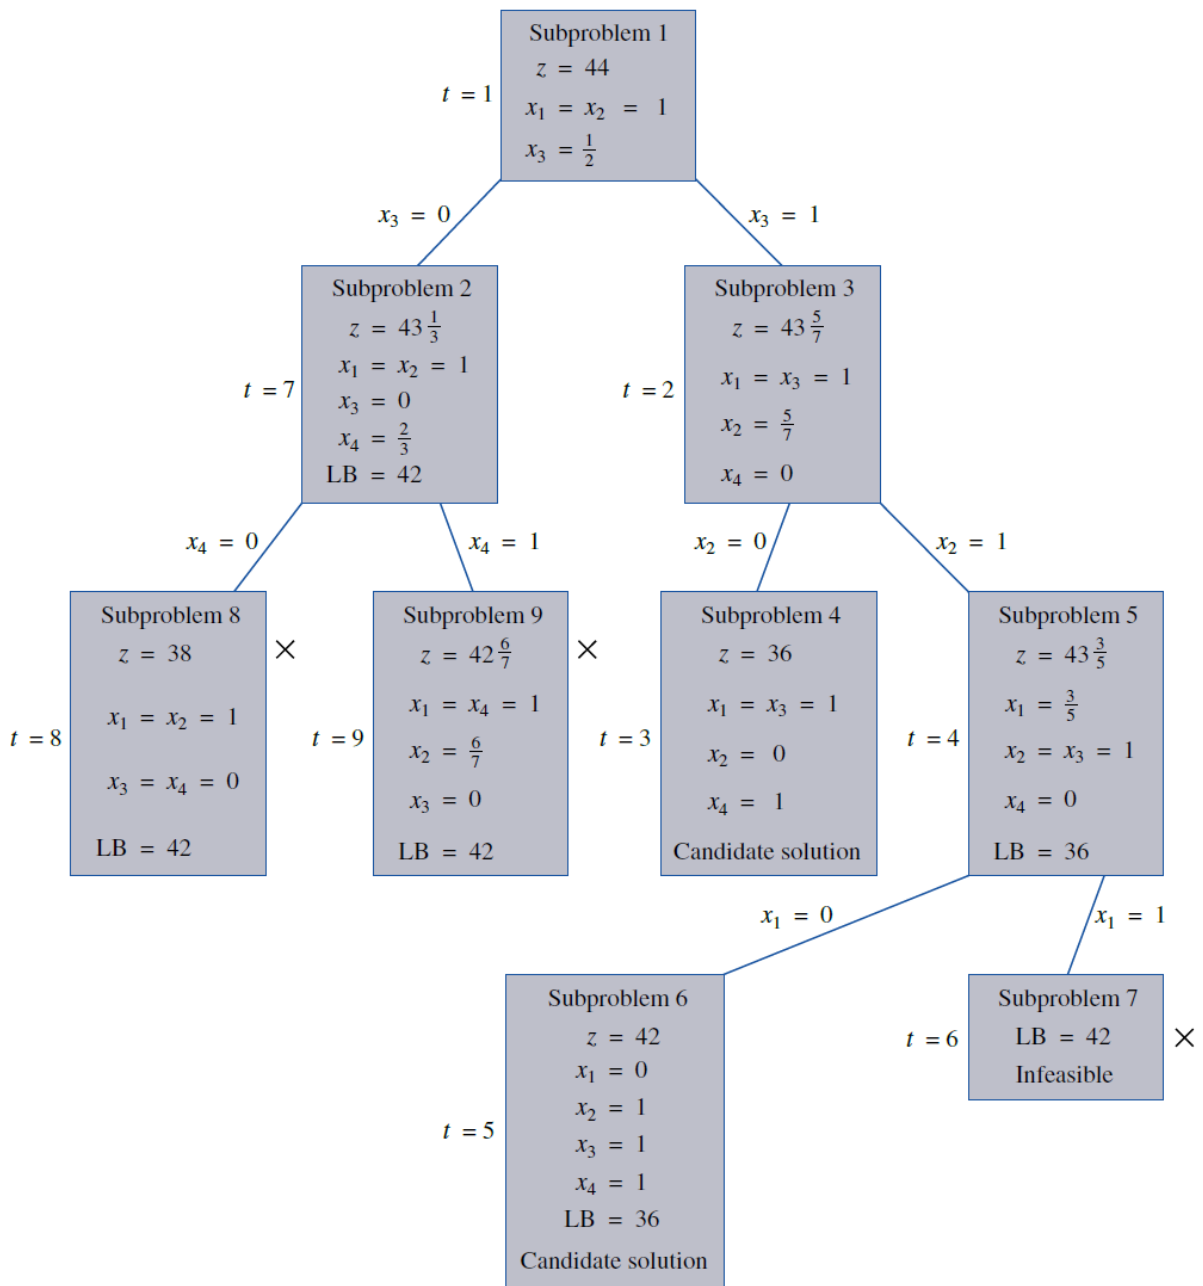 Subproblem 1
z = 44
t = 1
x₁ = x₂ = 1
x₃ = 1/2
x₃ = 0
x₃ = 1
Subproblem 2
z = 43 1/3
x₁ = x₂ = 1
t = 7
x₃ = 0
x₄ = 2/3
LB = 42
Subproblem 3
z = 43 5/7
x₁ = x₃ = 1
t = 2
x₂ = 5/7
x₄ = 0
x₄ = 0
x₄ = 1
x₂ = 0
x₂ = 1
Subproblem 8
z = 38
×
x₁ = x₂ = 1
t = 8
x₃ = x₄ = 0
LB = 42
Subproblem 9
z = 42 6/7
×
x₁ = x₄ = 1
t = 9
x₂ = 6/7
x₃ = 0
LB = 42
Subproblem 4
z = 36
x₁ = x₃ = 1
t = 3
x₂ = 0
x₄ = 1
Candidate solution
Subproblem 5
z = 43 3/5
x₁ = 3/5
t = 4
x₂ = x₃ = 1
x₄ = 0
LB = 36
x₁ = 0
x₁ = 1
Subproblem 6
z = 42
x₁ = 0
x₂ = 1
t = 5
x₃ = 1
x₄ = 1
LB = 36
Candidate solution
Subproblem 7
t = 6
LB = 42
×
Infeasible